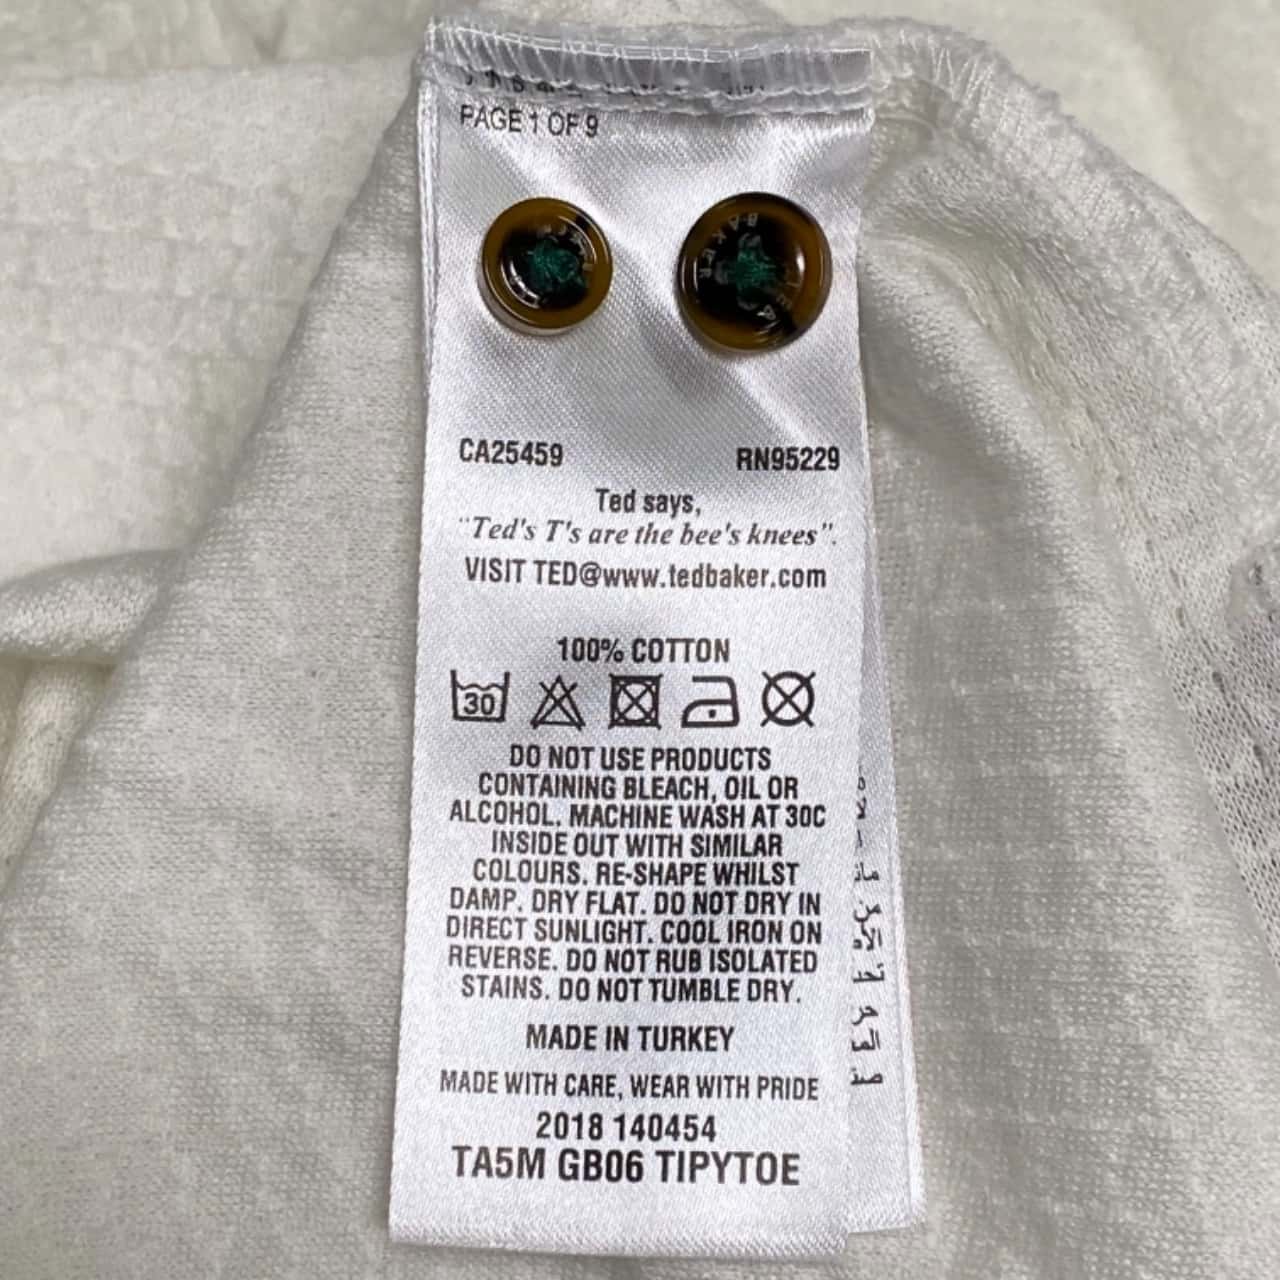 PAGE 1 OF 9
BAKER
CA25459 RN95229
Ted says,
"Ted's T's are the bee's knees".
VISIT TED@www.tedbaker.com
100% COTTON
30
DO NOT USE PRODUCTS
CONTAINING BLEACH, OIL OR
ALCOHOL. MACHINE WASH AT 30C
INSIDE OUT WITH SIMILAR
COLOURS. RE-SHAPE WHILST
DAMP. DRY FLAT. DO NOT DRY IN
DIRECT SUNLIGHT. COOL IRON ON
REVERSE. DO NOT RUB ISOLATED
STAINS. DO NOT TUMBLE DRY.
MADE IN TURKEY
MADE WITH CARE, WEAR WITH PRIDE
2018 140454
TA5M GB06 TIPYTOE